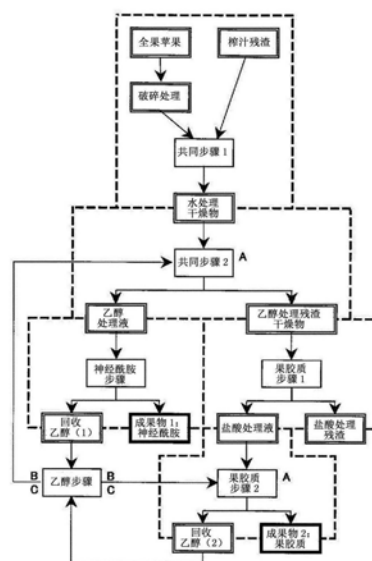 全果苹果
榨汁残渣
破碎处理
共同步骤1
水处理
干燥物
共同步骤2
A
乙醇
处理液
乙醇处理残渣
干燥物
神经酰胺
步骤
果胶质
步骤1
回收
乙醇(1)
成果物1:
神经酰胺
盐酸处理液
盐酸处理
残渣
B
C
乙醇步骤
B
C
果胶质
步骤2
A
回收
乙醇(2)
成果物2:
果胶质